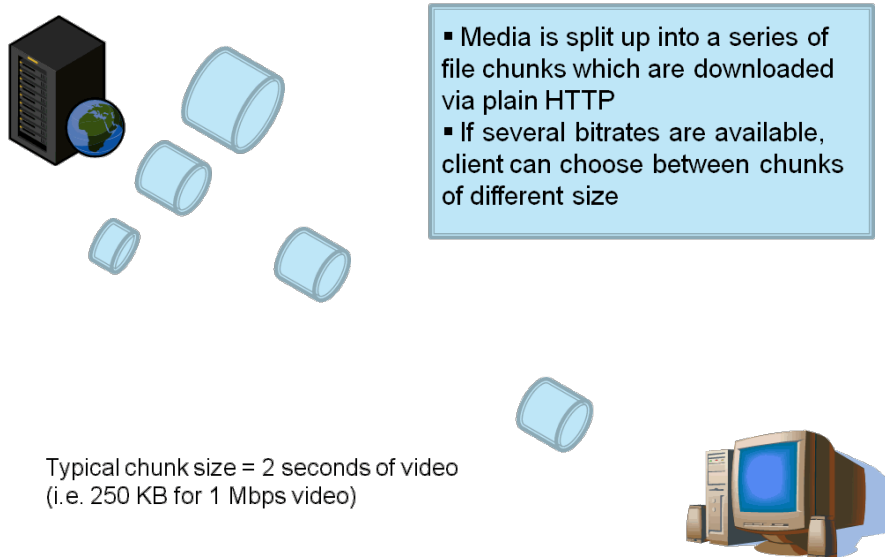 ▪ Media is split up into a series of
file chunks which are downloaded
via plain HTTP
▪ If several bitrates are available,
client can choose between chunks
of different size
Typical chunk size = 2 seconds of video
(i.e. 250 KB for 1 Mbps video)